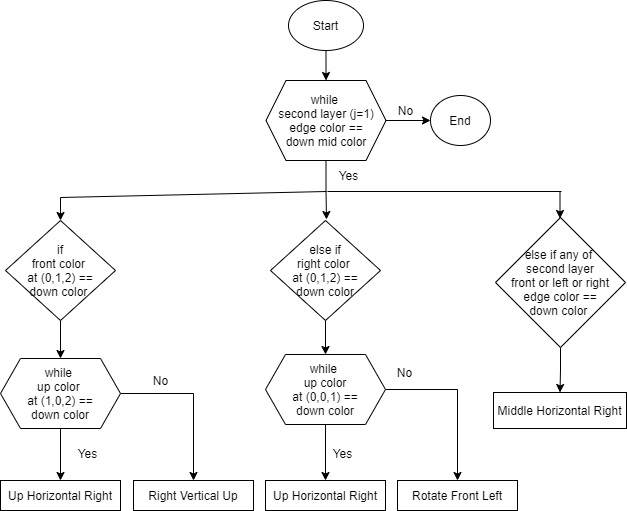 Start
while
second layer (j=1)
edge color ==
down mid color
No
End
Yes
if
front color
at (0,1,2) ==
down color
else if
right color
at (0,1,2) ==
down color
else if any of
second layer
front or left or right
edge color ==
down color
while
up color
at (1,0,2) ==
down color
No
while
up color
at (0,0,1) ==
down color
No
Middle Horizontal Right
Yes
Yes
Up Horizontal Right
Right Vertical Up
Up Horizontal Right
Rotate Front Left